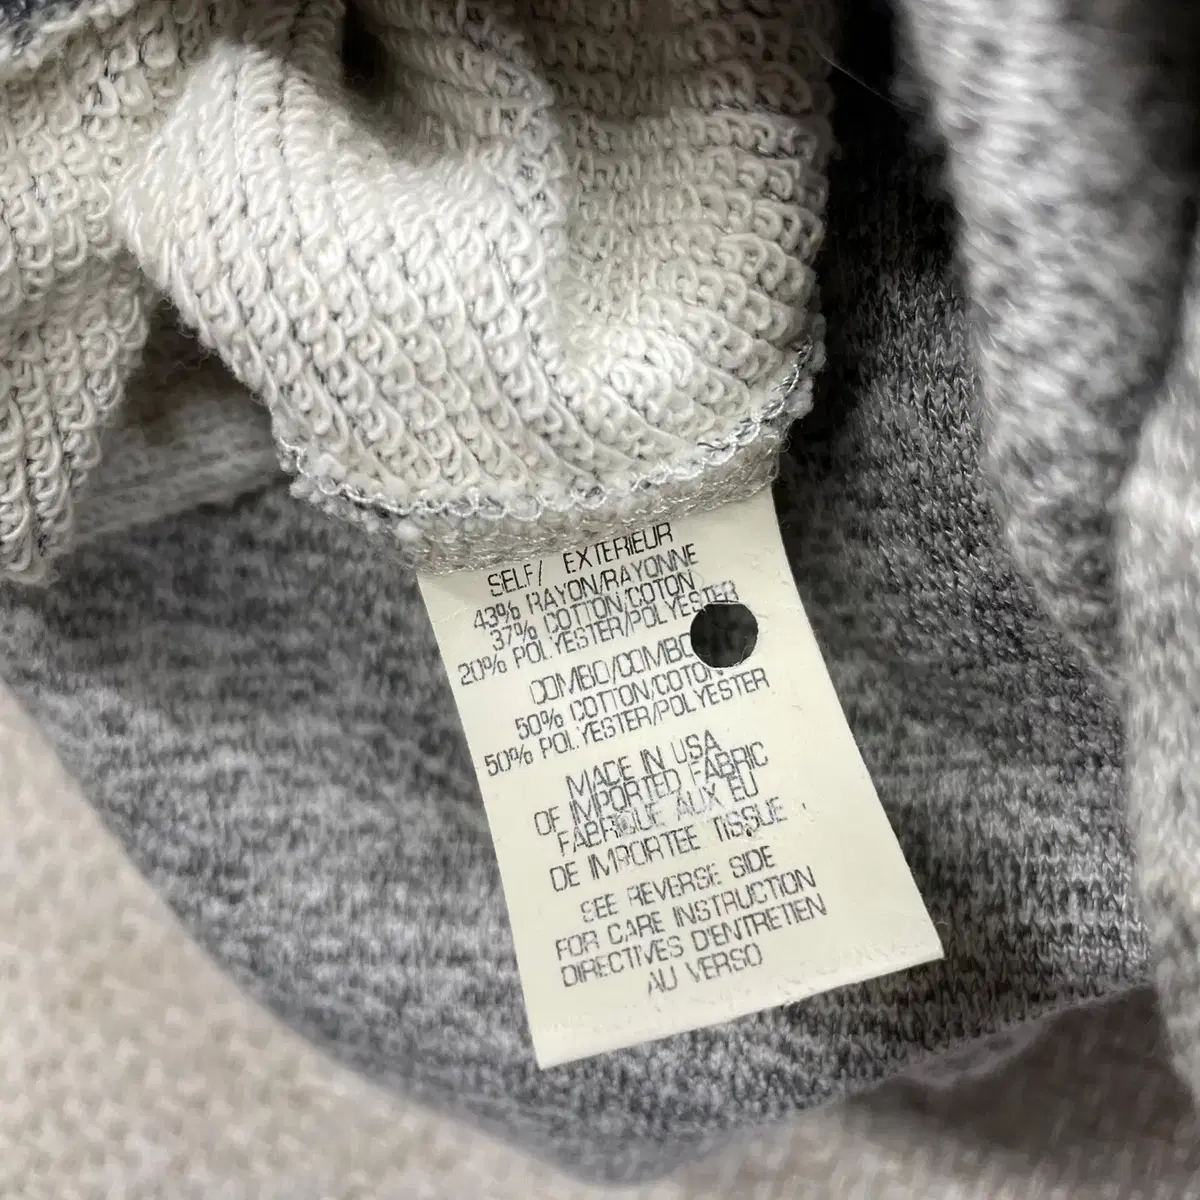 SELF/ EXTERIEUR
43% RAYON/RAYONNE
37% COTTON/COTON
20% POLYESTER/POLYESTER
COMBO/COMBO
50% COTTON/COTON
50% POLYESTER/POLYESTER
MADE IN USA
OF IMPORTED FABRIC
FABRIQUE AUX EU
DE IMPORTEE TISSUE
SEE REVERSE SIDE
FOR CARE INSTRUCTION
DIRECTIVES D'ENTRETIEN
AU VERSO